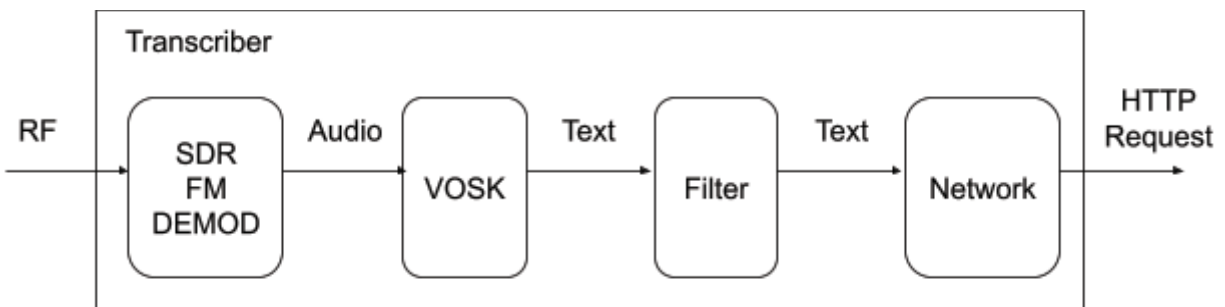 Transcriber
RF
SDR
FM
DEMOD
Audio
VOSK
Text
Filter
Text
Network
HTTP
Request